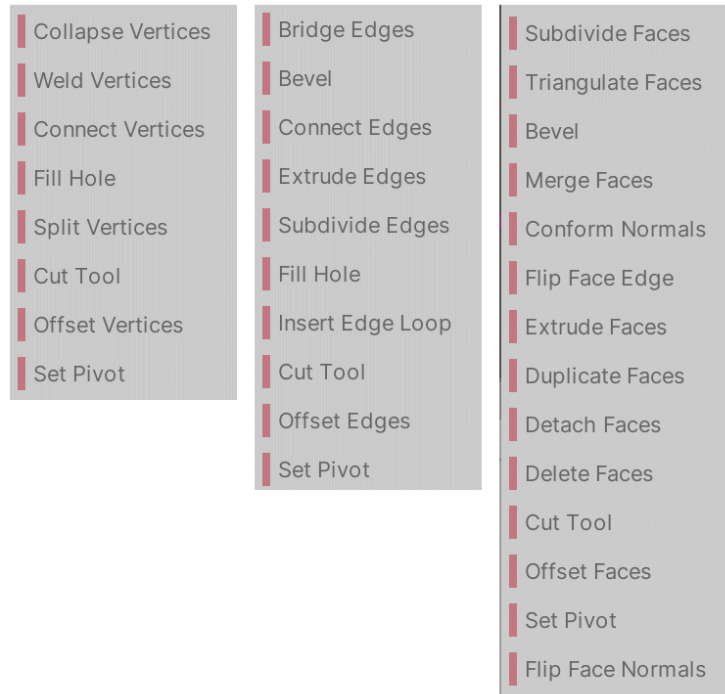 Collapse Vertices
Weld Vertices
Connect Vertices
Fill Hole
Split Vertices
Cut Tool
Offset Vertices
Set Pivot
Bridge Edges
Bevel
Connect Edges
Extrude Edges
Subdivide Edges
Fill Hole
Insert Edge Loop
Cut Tool
Offset Edges
Set Pivot
Subdivide Faces
Triangulate Faces
Bevel
Merge Faces
Conform Normals
Flip Face Edge
Extrude Faces
Duplicate Faces
Detach Faces
Delete Faces
Cut Tool
Offset Faces
Set Pivot
Flip Face Normals